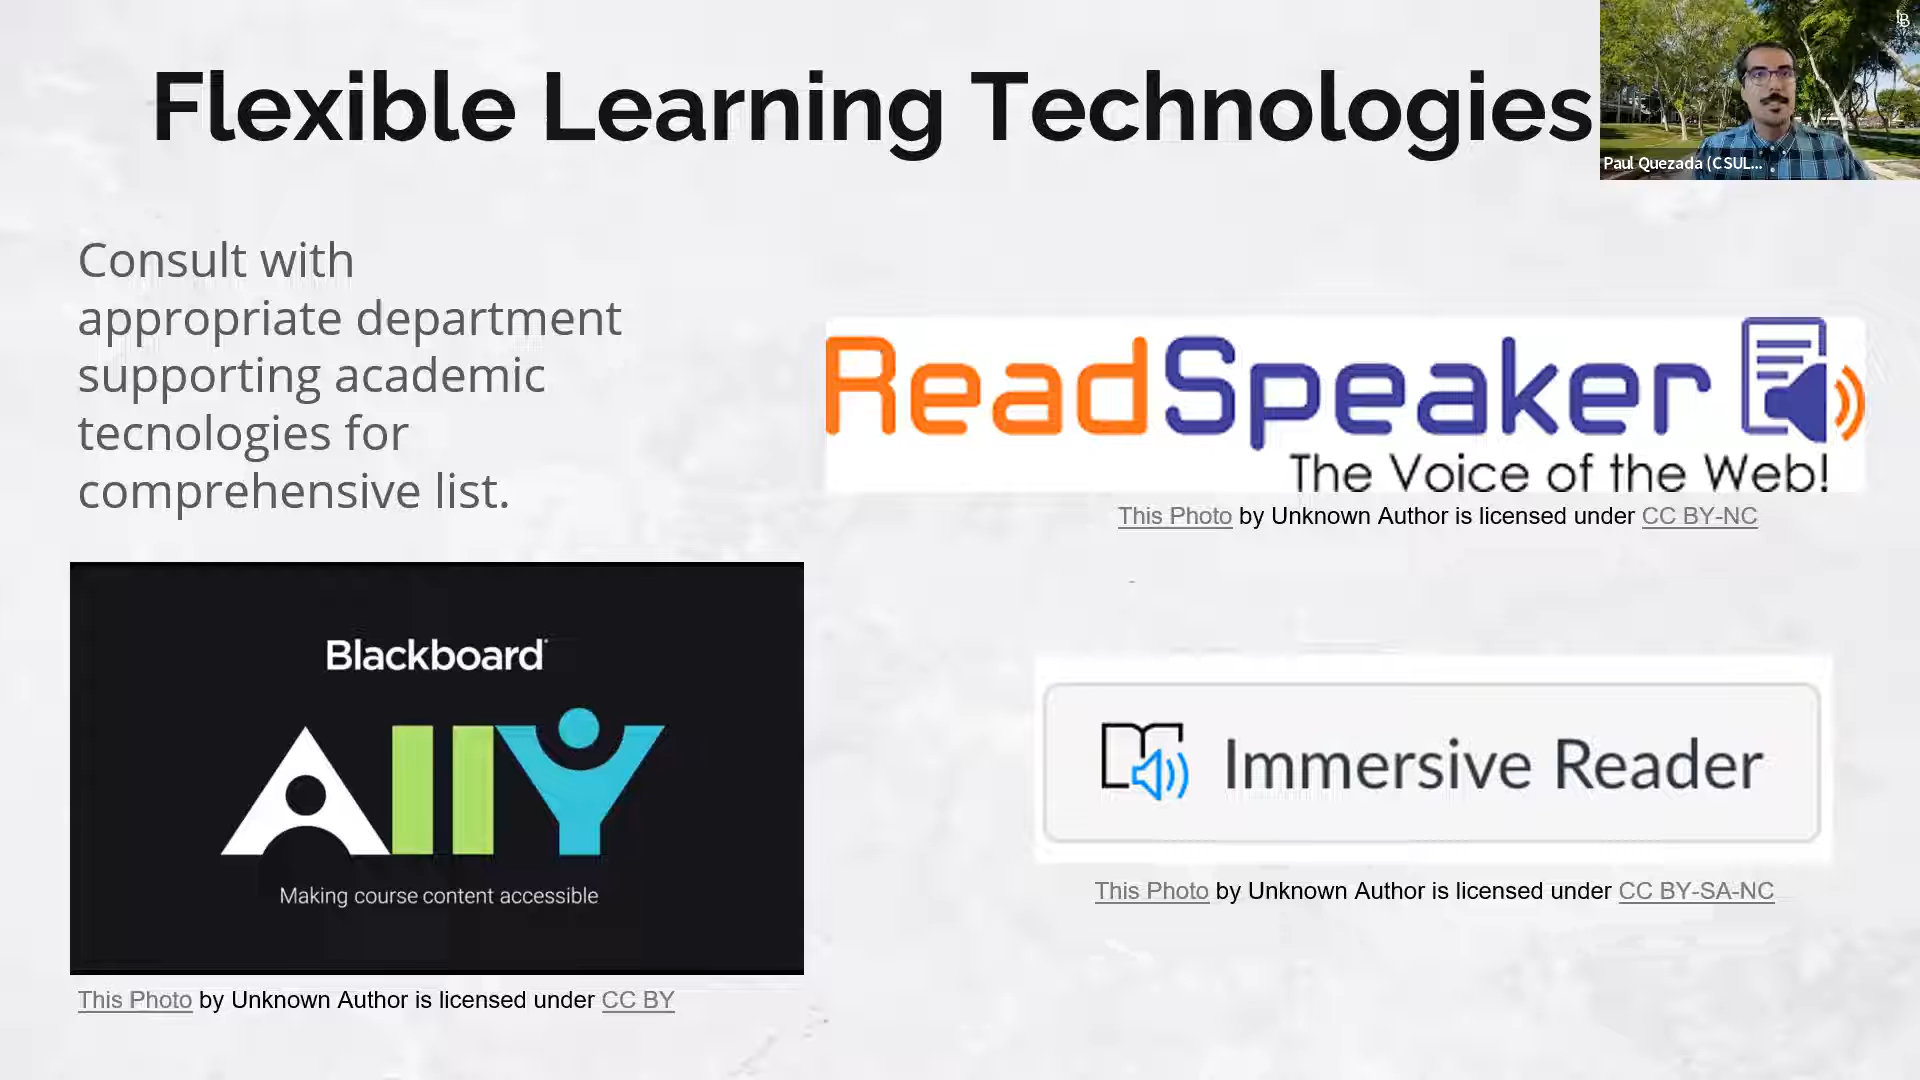 Flexible Learning Technologies
Paul Quezada (CSUL...
Consult with
appropriate department
supporting academic
tecnologies for
comprehensive list.
ReadSpeaker
The Voice of the Web!
This Photo by Unknown Author is licensed under CC BY-NC
Blackboard
Ally
Making course content accessible
This Photo by Unknown Author is licensed under CC BY
Immersive Reader
This Photo by Unknown Author is licensed under CC BY-SA-NC